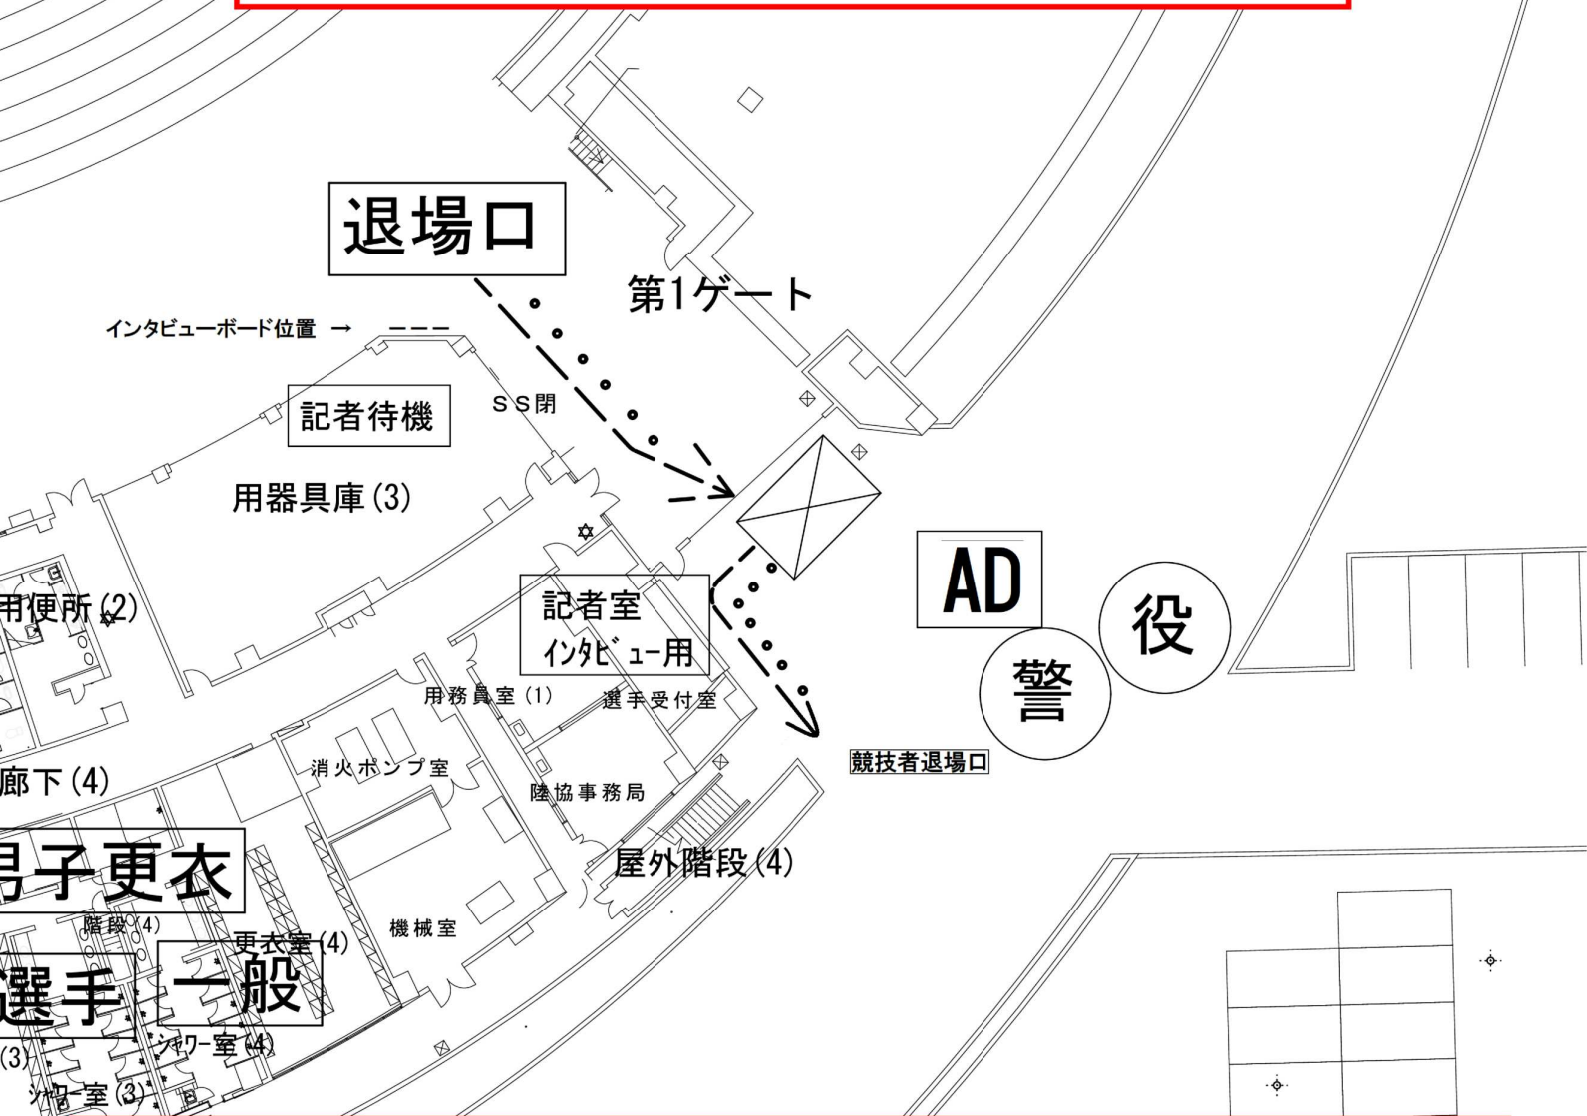 退場口
第1ゲート
インタビューボード位置 →
記者待機
ＳＳ閉
用器具庫(3)
AD
役
警
用便所(2)
記者室
インタビュー用
用務員室(1)
選手受付室
競技者退場口
消火ポンプ室
廊下(4)
陸協事務局
男子更衣
屋外階段(4)
階段(4)
機械室
更衣室(4)
選手
一般
シャワー室(4)
(3)
シャワー室(3)